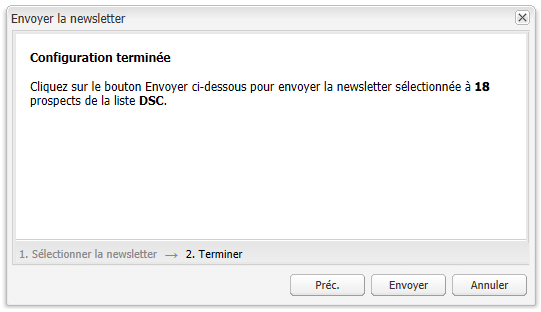 Envoyer la newsletter
Configuration terminée
Cliquez sur le bouton Envoyer ci-dessous pour envoyer la newsletter sélectionnée à 18
prospects de la liste DSC.
1. Sélectionner la newsletter → 2. Terminer
Préc. Envoyer Annuler